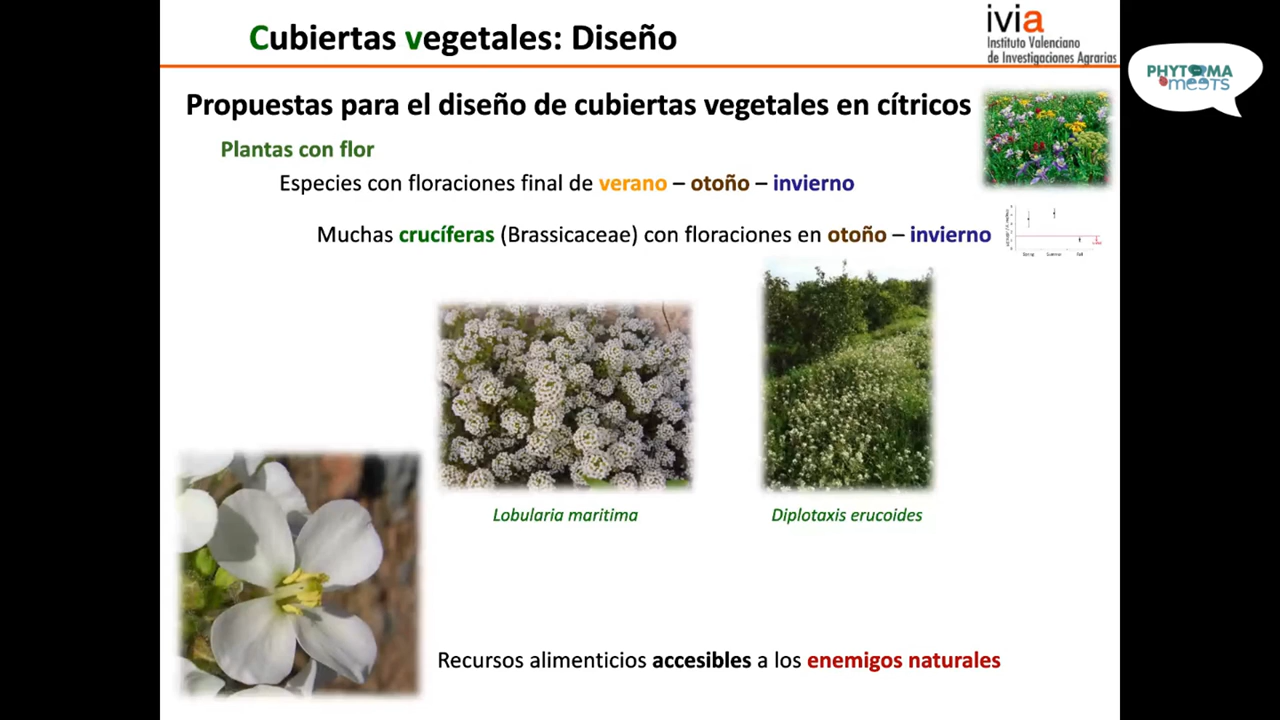 Cubiertas vegetales: Diseño
ivia
Instituto Valenciano
de Investigaciones Agrarias
PHYTOMA
meets
Propuestas para el diseño de cubiertas vegetales en cítricos
Plantas con flor
Especies con floraciones final de verano – otoño – invierno
Muchas crucíferas (Brassicaceae) con floraciones en otoño – invierno
Lobularia maritima
Diplotaxis erucoides
Recursos alimenticios accesibles a los enemigos naturales